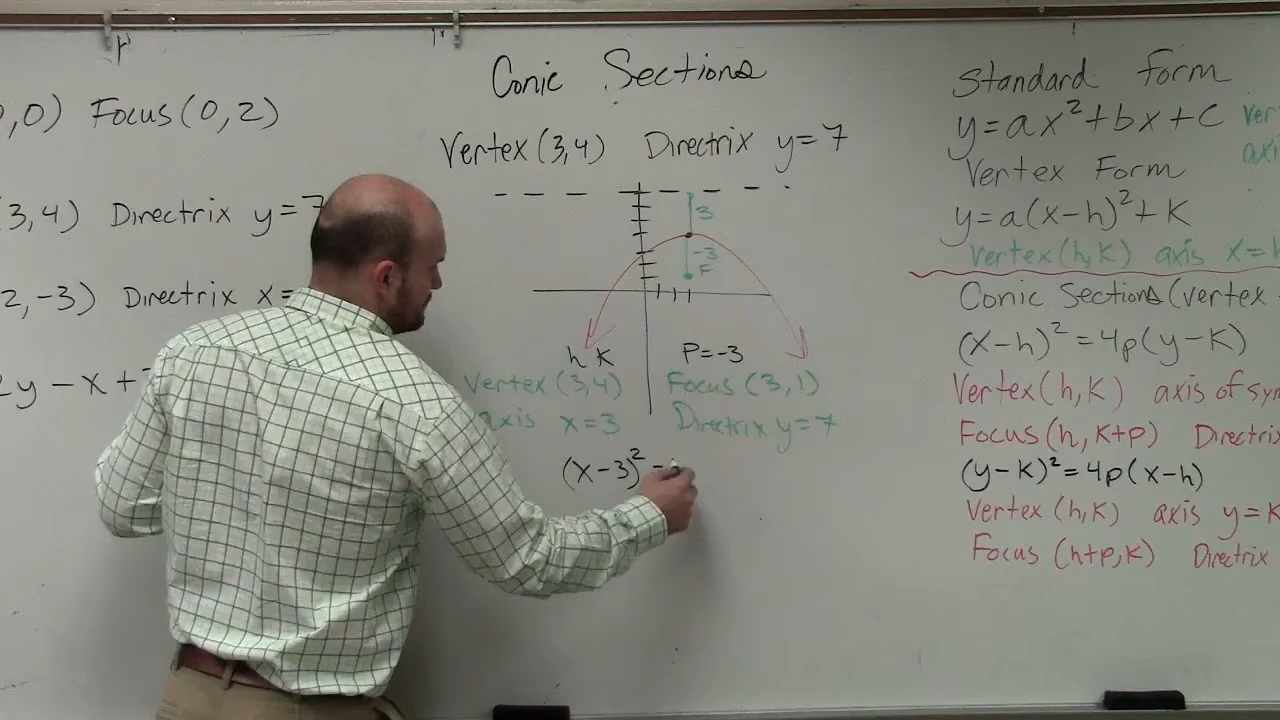 Conic Sections
,0) Focus (0,2)
3,4) Directrix y=7
2,-3) Directrix x=
2y-x+
Vertex (3,4) Directrix y=7
3
-3
F
h K P=-3
Vertex (3,4) Focus (3,1)
axis x=3 Directrix y=7
(x-3)²
Standard form
y=ax²+bx+c
Vertex Form
y=a(x-h)²+K
vertex(h,K) axis x=h
Conic Sections (vertex
(x-h)²=4p(y-K)
Vertex (h,K) axis of sym
Focus (h,K+p) Directrix
(y-K)²=4p(x-h)
Vertex (h,K) axis y=K
Focus (h+p,K) Directrix